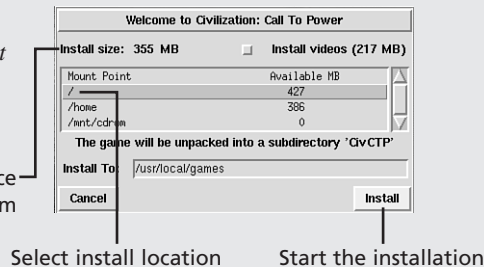 Welcome to Civilization: Call To Power
t
Install size: 355 MB Install videos (217 MB)
Mount Point Available MB
/ 427
/home 386
/mnt/cdrom 0
The game will be unpacked into a subdirectory 'CivCTP'
ce
m
Install To: /usr/local/games
Cancel Install
Select install location Start the installation